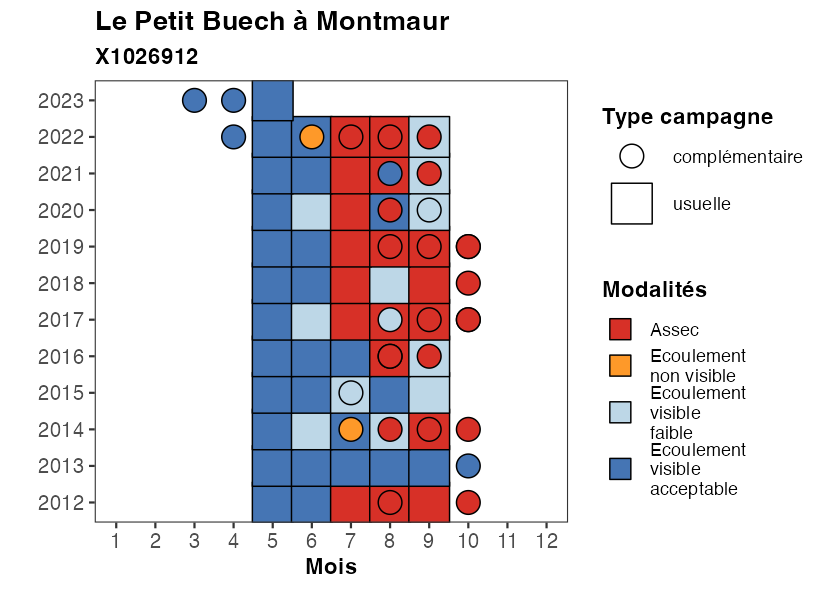 Le Petit Buech à Montmaur
X1026912
2023
2022
2021
2020
2019
2018
2017
2016
2015
2014
2013
2012
1 2 3 4 5 6 7 8 9 10 11 12
Mois
Type campagne
complémentaire
usuelle
Modalités
Assec
Ecoulement
non visible
Ecoulement
visible
faible
Ecoulement
visible
acceptable